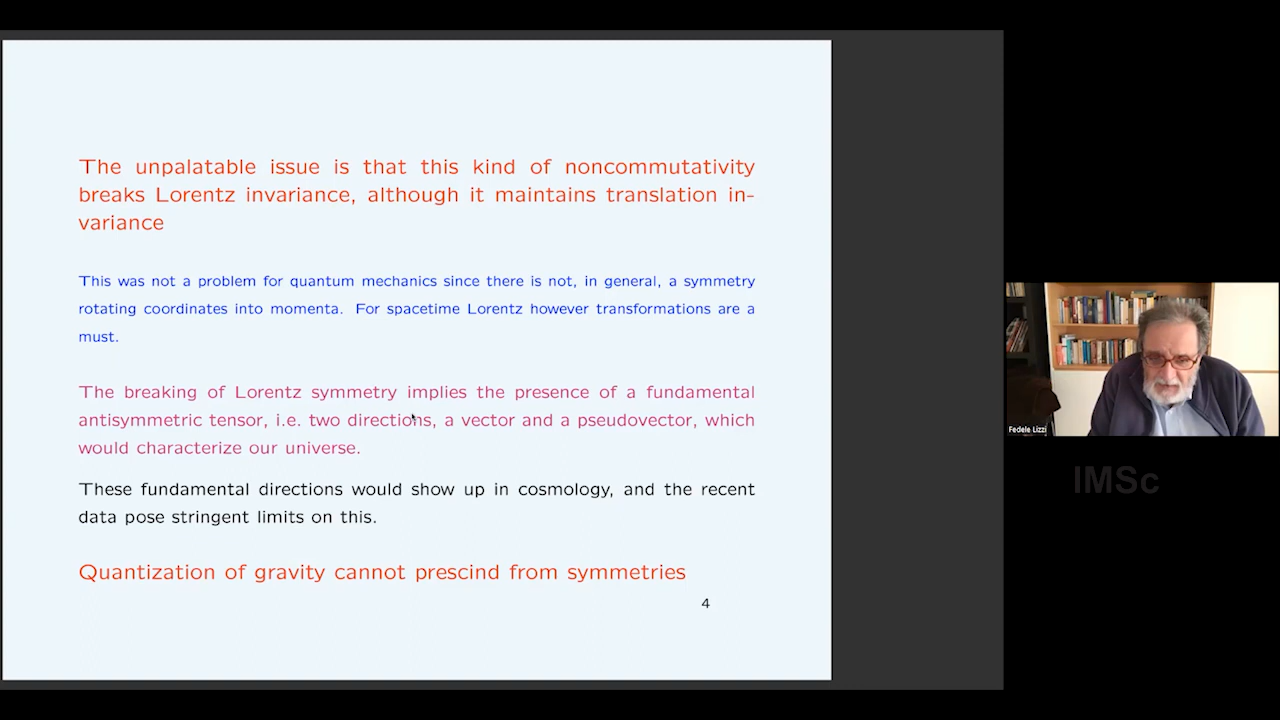 The unpalatable issue is that this kind of noncommutativity
breaks Lorentz invariance, although it maintains translation in-
variance
This was not a problem for quantum mechanics since there is not, in general, a symmetry
rotating coordinates into momenta. For spacetime Lorentz however transformations are a
must.
The breaking of Lorentz symmetry implies the presence of a fundamental
antisymmetric tensor, i.e. two directions, a vector and a pseudovector, which
would characterize our universe.
These fundamental directions would show up in cosmology, and the recent
data pose stringent limits on this.
Quantization of gravity cannot prescind from symmetries
4
Fedele Lizzi
IMSc